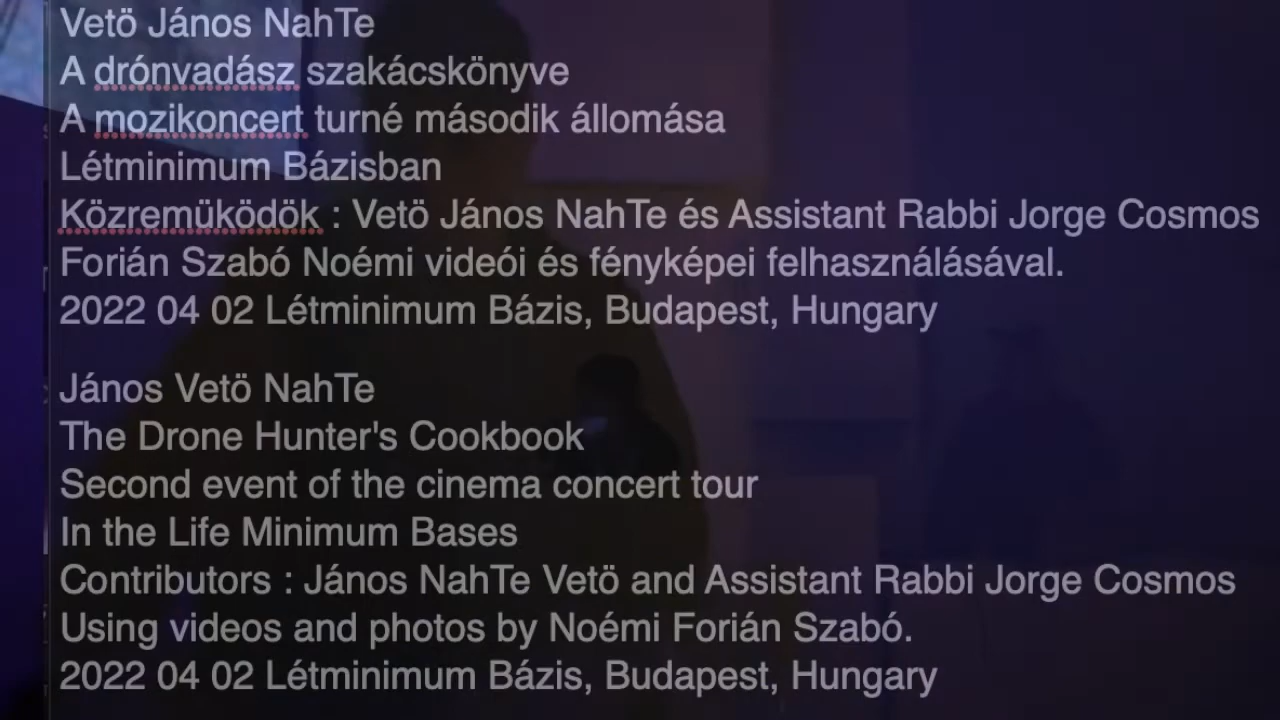 Vetö János NahTe
A drónvadász szakácskönyve
A mozikoncert turné második állomása
Létminimum Bázisban
Közremüködök : Vetö János NahTe és Assistant Rabbi Jorge Cosmos
Forián Szabó Noémi videói és fényképei felhasználásával.
2022 04 02 Létminimum Bázis, Budapest, Hungary
János Vetö NahTe
The Drone Hunter's Cookbook
Second event of the cinema concert tour
In the Life Minimum Bases
Contributors : János NahTe Vetö and Assistant Rabbi Jorge Cosmos
Using videos and photos by Noémi Forián Szabó.
2022 04 02 Létminimum Bázis, Budapest, Hungary